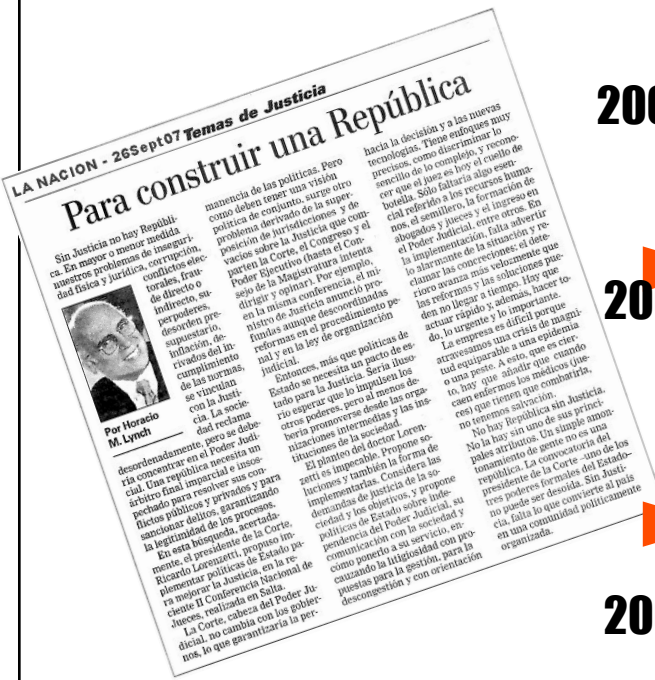 LA NACION - 26Sept07 Temas de Justicia
Para construir una República
Sin Justicia no hay Repúbli-
ca. En mayor o menor medida
nuestros problemas de inseguri-
dad física y jurídica, corrupción,
conflictos elec-
torales, frau-
de directo o
indirecto, su-
perpoderes,
desorden pre-
supuestario,
inflación, de-
rivados del in-
cumplimiento
de las normas,
se vinculan
con la Justi-
cia. La socie-
dad reclama
Por Horacio
M. Lynch
desordenadamente, pero se debe-
ría concentrar en el Poder Judi-
cial. Una república necesita un
árbitro final imparcial e insos-
pechado para resolver sus con-
flictos públicos y privados y para
sancionar delitos, garantizando
la legitimidad de los procesos.
En esta búsqueda, acertada-
mente, el presidente de la Corte,
Ricardo Lorenzetti, propuso im-
plementar políticas de Estado pa-
ra mejorar la Justicia, en la re-
ciente II Conferencia Nacional de
Jueces, realizada en Salta.
La Corte, cabeza del Poder Ju-
dicial, no cambia con los gobier-
nos, lo que garantizaría la per-
manencia de las políticas. Pero
como deben tener una visión
política de conjunto, surge otro
problema derivado de la super-
posición de jurisdicciones y de
vacíos sobre la Justicia que com-
parten la Corte, el Congreso y el
Poder Ejecutivo (hasta el Con-
sejo de la Magistratura intenta
dirigir y opinar). Por ejemplo,
en la misma conferencia, el mi-
nistro de Justicia anunció pro-
fundas aunque descoordinadas
reformas en el procedimiento pe-
nal y en la ley de organización
judicial.
Entonces, más que políticas de
Estado se necesita un pacto de es-
tado para la Justicia. Sería iluso-
rio esperar que lo impulsen los
otros poderes, pero al menos de-
bería promoverse desde las orga-
nizaciones intermedias y las ins-
tituciones de la sociedad.
El planteo del doctor Loren-
zetti es impecable. Propone so-
luciones y también la forma de
implementarlas. Considera las
demandas de justicia de la so-
ciedad y los objetivos, y propone
políticas de Estado sobre inde-
pendencia del Poder Judicial, su
comunicación con la sociedad y
cómo ponerlo a su servicio, en-
cauzando la litigiosidad con pro-
puestas para la gestión, para la
descongestión y con orientación
hacia la decisión y a las nuevas
tecnologías. Tiene enfoques muy
precisos, como discriminar lo
sencillo de lo complejo, y recono-
cer que el juez es hoy el cuello de
botella. Sólo faltaría algo esen-
cial referido a los recursos huma-
nos, el semillero, la formación de
abogados y jueces y el ingreso en
el Poder Judicial, entre otros. En
la implementación, falta advertir
lo alarmante de la situación y re-
clamar las concreciones: el dete-
rioro avanza más velozmente que
las reformas y las soluciones pue-
den no llegar a tiempo. Hay que
actuar rápido y, además, hacer to-
do, lo urgente y lo importante.
La empresa es difícil porque
atravesamos una crisis de magni-
tud equiparable a una epidemia
o una peste. A esto, que es cier-
to, hay que añadir que cuando
caen enfermos los médicos (jue-
ces) que tienen que combatirla,
no tenemos salvación.
No hay República sin Justicia.
No la hay sin uno de sus princi-
pales atributos. Un simple amon-
tonamiento de gente no es una
república. La convocatoria del
presidente de la Corte –uno de los
tres poderes formales del Estado–
no puede ser desoída. Sin Justi-
cia, falta lo que convierte al país
en una comunidad políticamente
organizada.
200
20
20